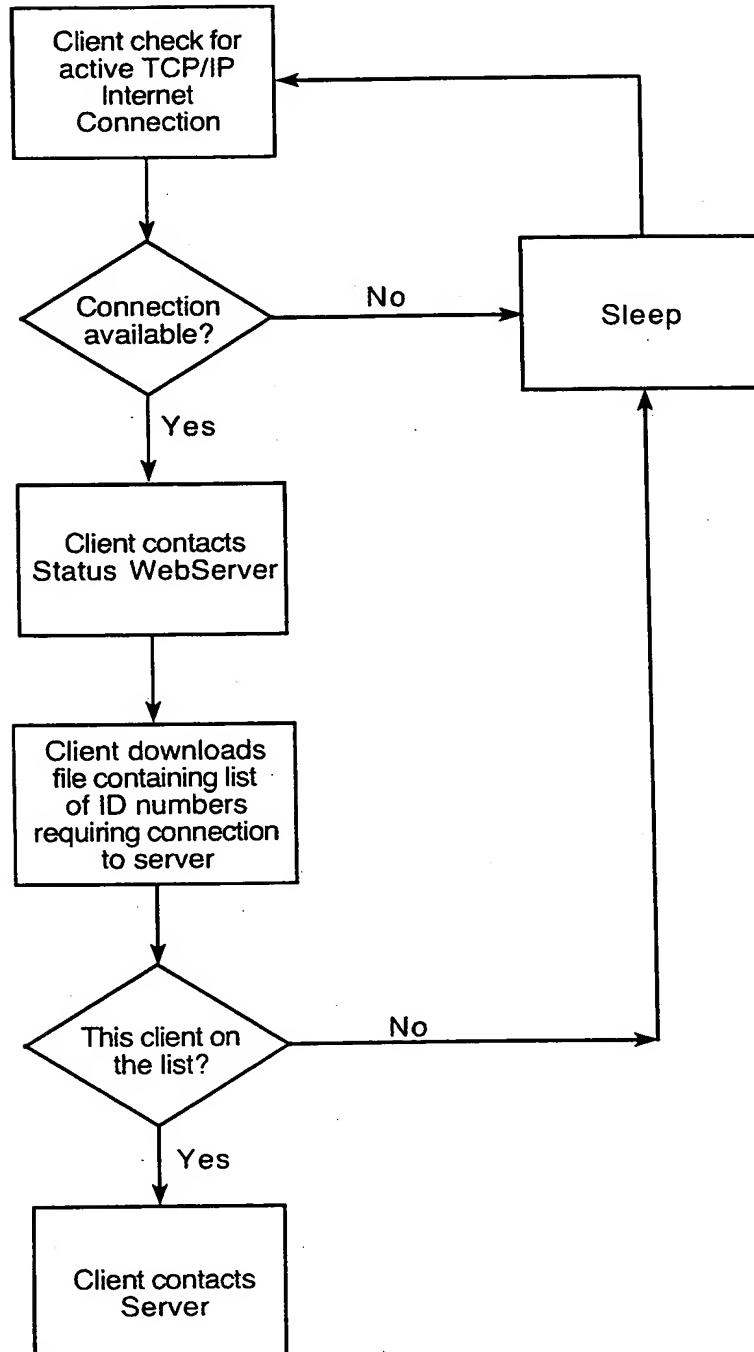 Client check for
active TCP/IP
Internet
Connection
Connection
available?
No
Sleep
Yes
Client contacts
Status WebServer
Client downloads
file containing list
of ID numbers
requiring connection
to server
This client on
the list?
No
Yes
Client contacts
Server